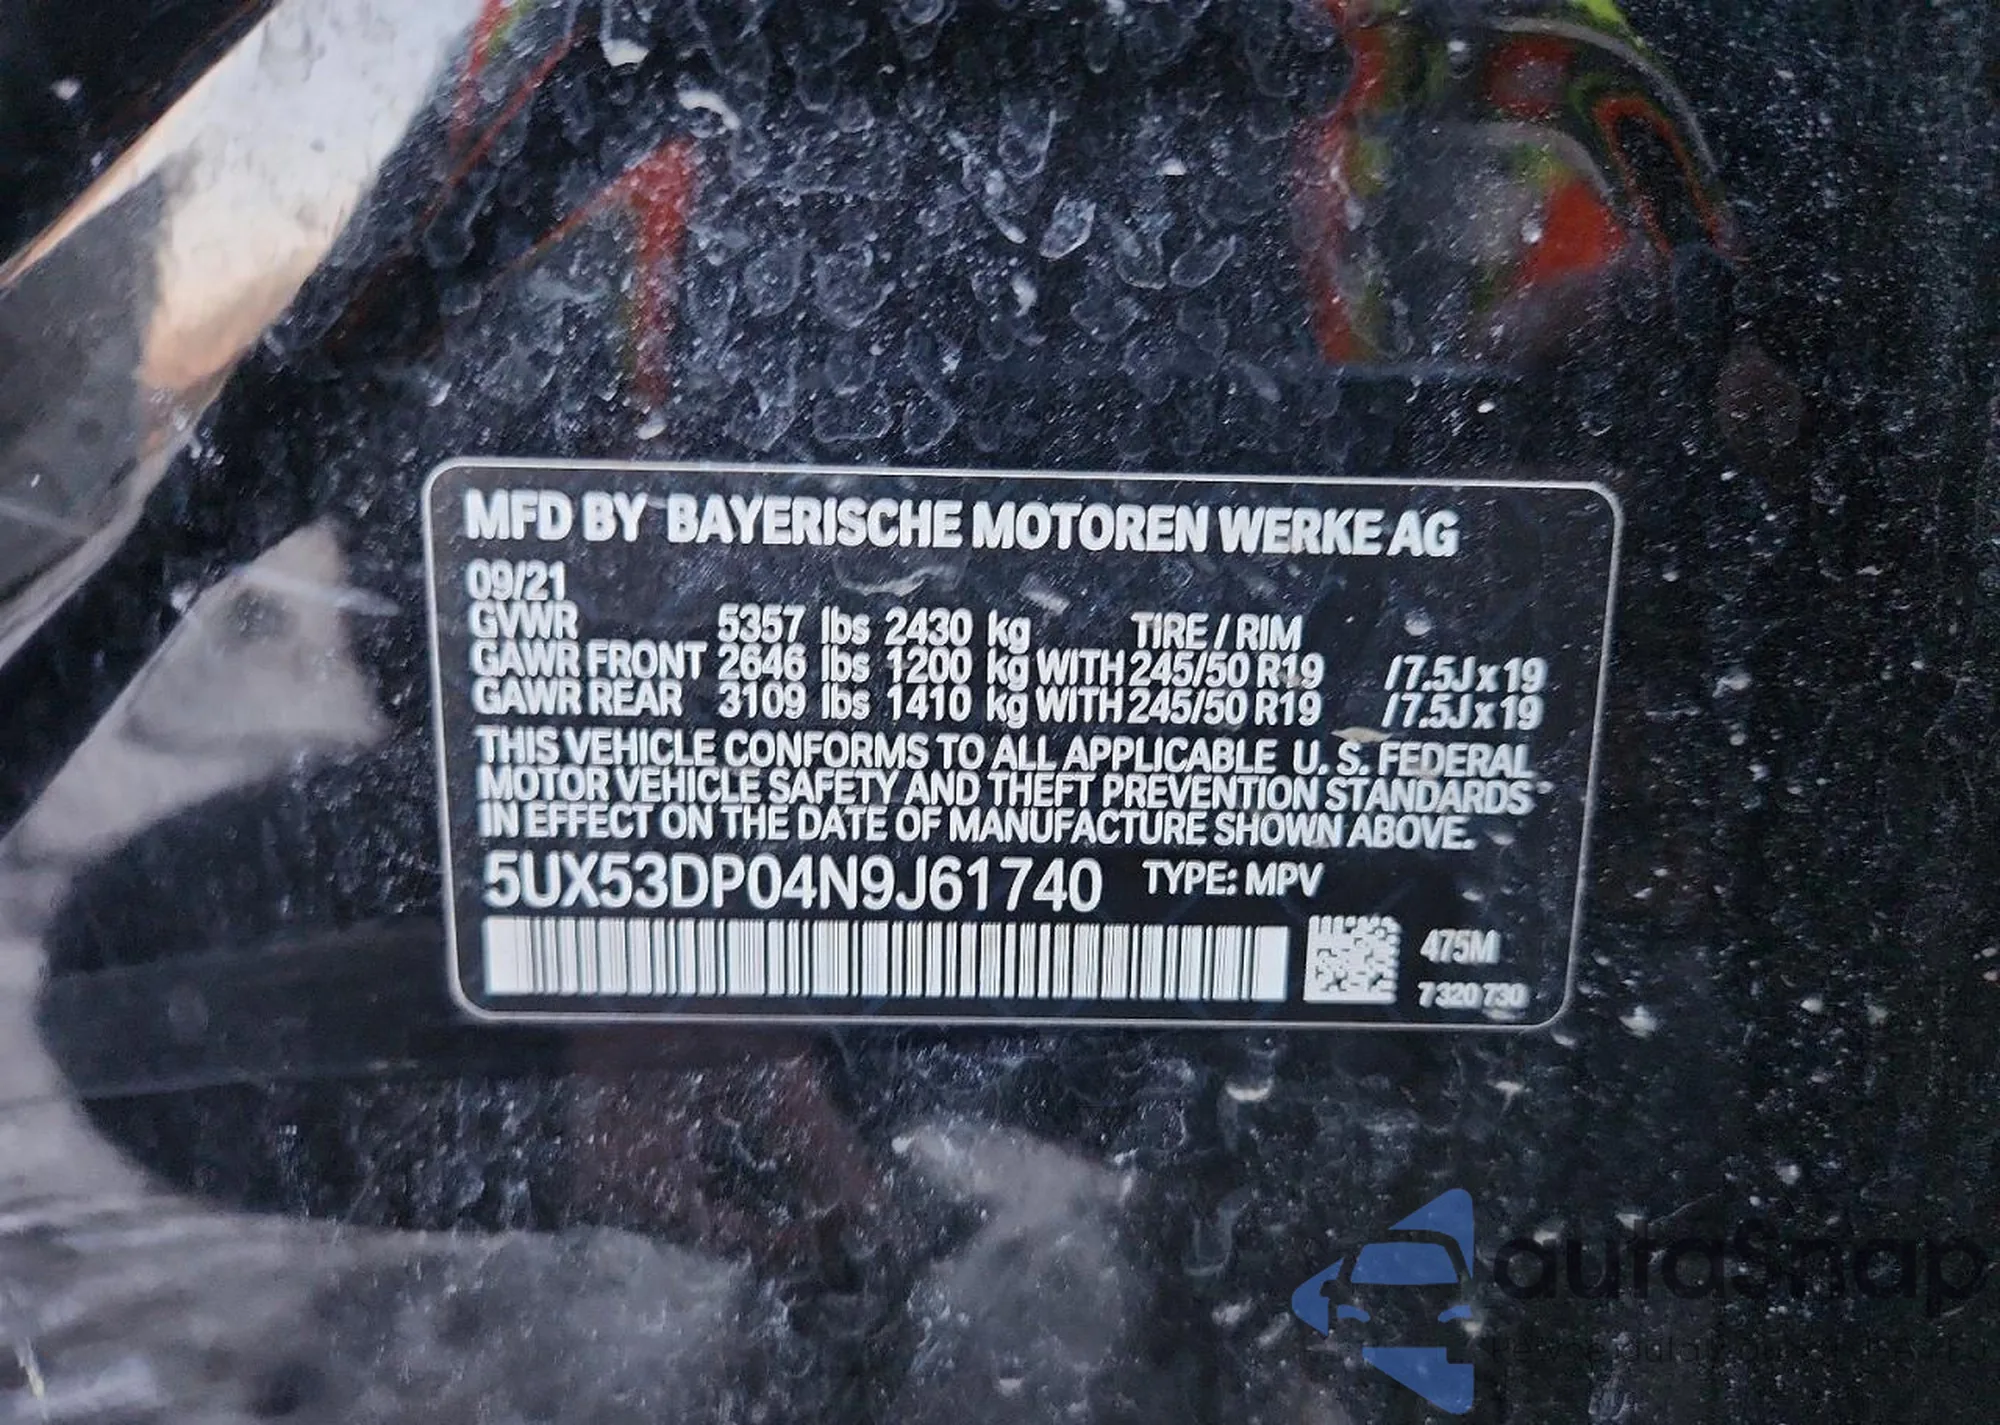 MFD BY BAYERISCHE MOTOREN WERKE AG
09/21
GVWR 5357 lbs 2430 kg TIRE / RIM
GAWR FRONT 2646 lbs 1200 kg WITH 245/50 R19 / 7.5J x 19
GAWR REAR 3109 lbs 1410 kg WITH 245/50 R19 / 7.5J x 19
THIS VEHICLE CONFORMS TO ALL APPLICABLE U. S. FEDERAL
MOTOR VEHICLE SAFETY AND THEFT PREVENTION STANDARDS
IN EFFECT ON THE DATE OF MANUFACTURE SHOWN ABOVE.
5UX53DP04N9J61740 TYPE: MPV
475M
7 320 730
autaSnap